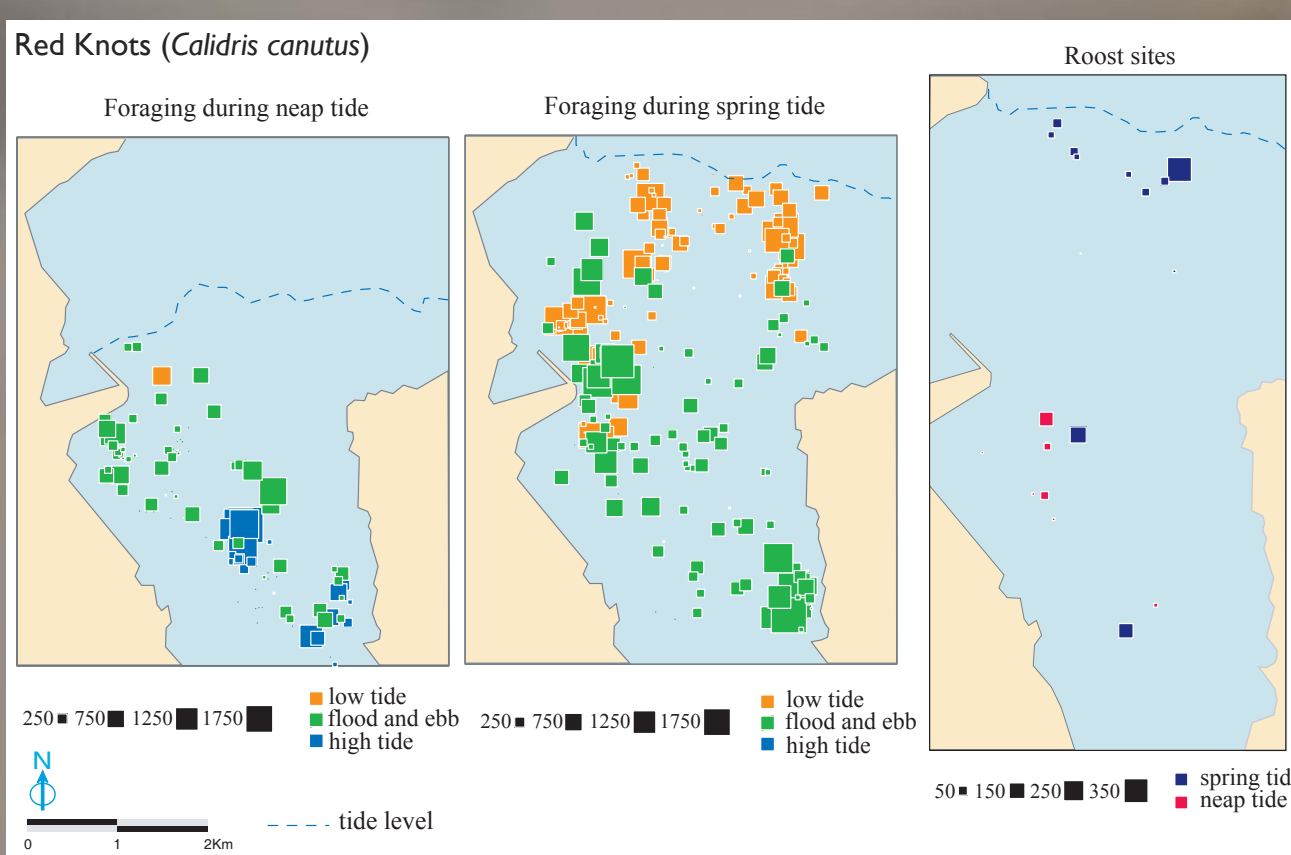 Red Knots (Calidris canutus)
Foraging during neap tide
Foraging during spring tide
Roost sites
250 750 1250 1750
low tide
flood and ebb
high tide
250 750 1250 1750
low tide
flood and ebb
high tide
50 150 250 350
spring tid
neap tide
N
0 1 2Km
tide level